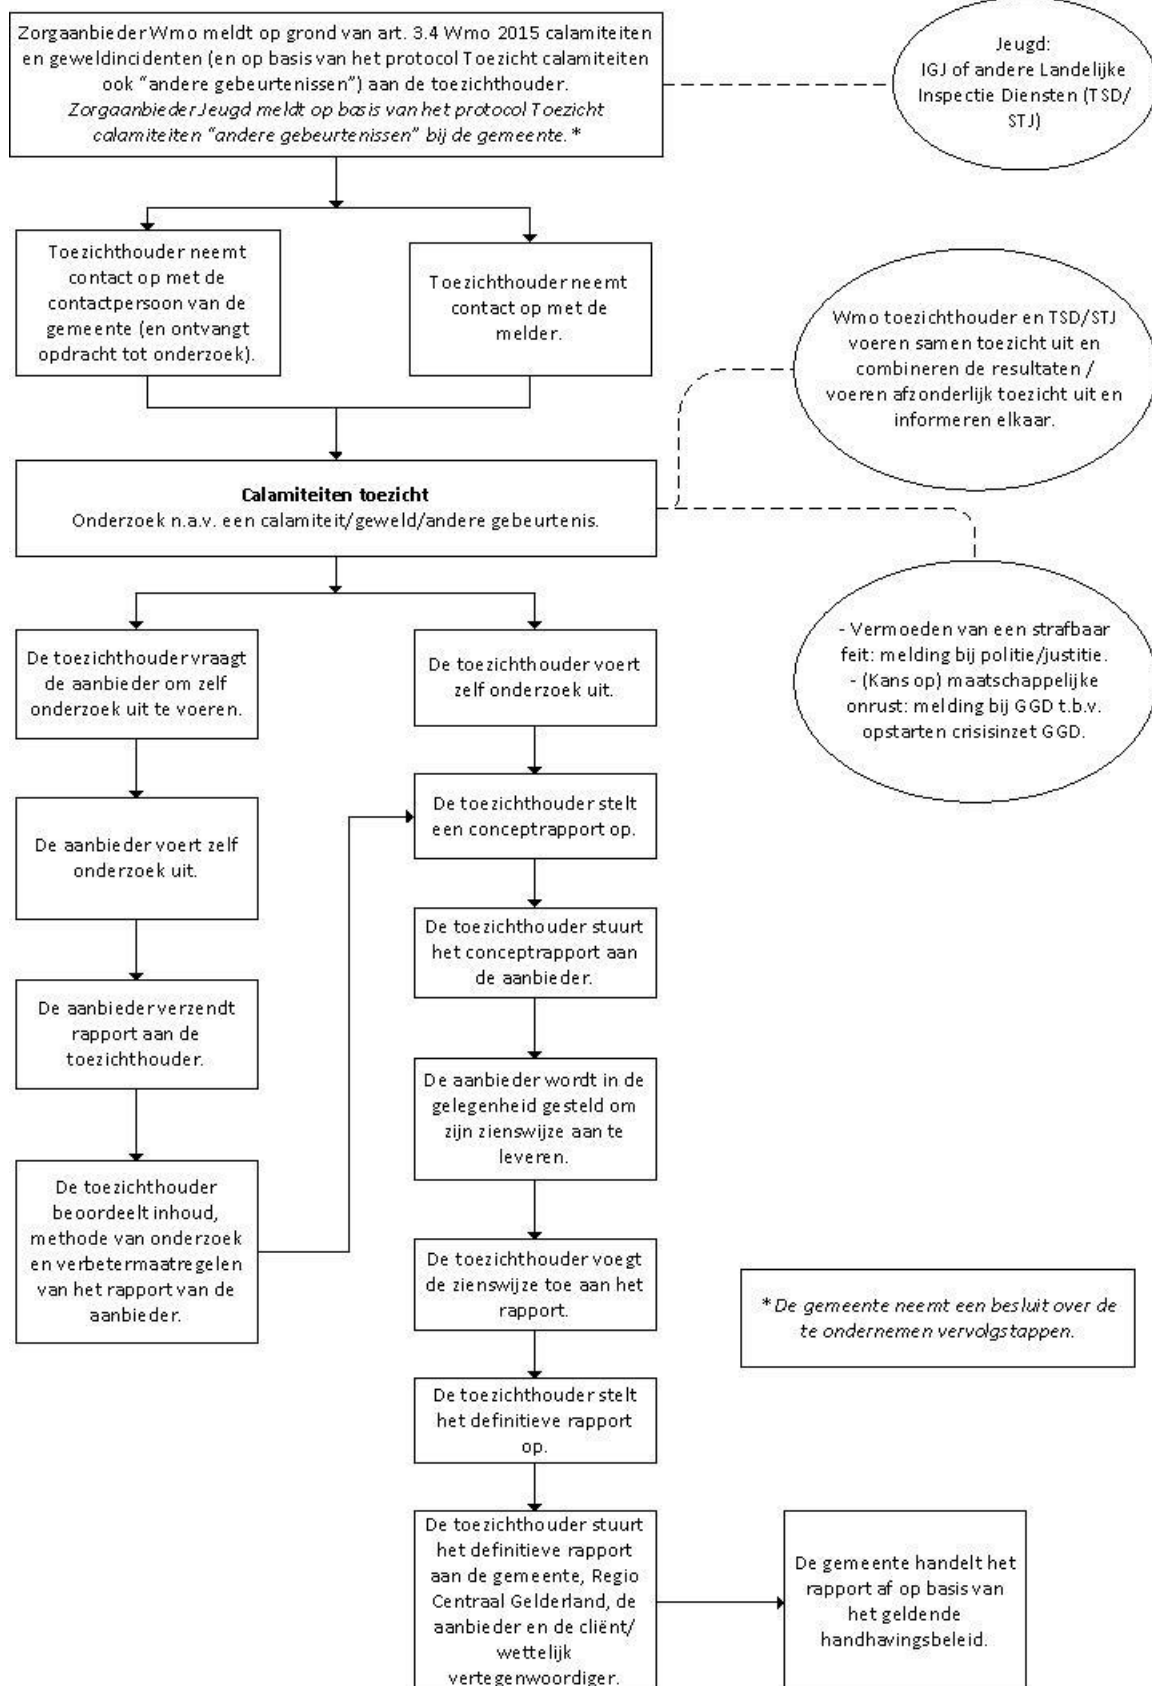 Zorgaanbieder Wmo meldt op grond van art. 3.4 Wmo 2015 calamiteiten
en geweldincidenten (en op basis van het protocol Toezicht calamiteiten
ook “andere gebeurtenissen”) aan de toezichthouder.
Zorgaanbieder Jeugd meldt op basis van het protocol Toezicht
calamiteiten “andere gebeurtenissen” bij de gemeente.*
Jeugd:
IGJ of andere Landelijke
Inspectie Diensten (TSD/
STJ)
Toezichthouder neemt
contact op met de
contactpersoon van de
gemeente (en ontvangt
opdracht tot onderzoek).
Toezichthouder neemt
contact op met de
melder.
Wmo toezichthouder en TSD/STJ
voeren samen toezicht uit en
combineren de resultaten /
voeren afzonderlijk toezicht uit en
informeren elkaar.
Calamiteiten toezicht
Onderzoek n.a.v. een calamiteit/geweld/andere gebeurtenis.
- Vermoeden van een strafbaar
feit: melding bij politie/justitie.
- (Kans op) maatschappelijke
onrust: melding bij GGD t.b.v.
opstarten crisisinzet GGD.
De toezichthouder vraagt
de aanbieder om zelf
onderzoek uit te voeren.
De aanbieder voert zelf
onderzoek uit.
De aanbieder verzendt
rapport aan de
toezichthouder.
De toezichthouder
beoordeelt inhoud,
methode van onderzoek
en verbetermaatregelen
van het rapport van de
aanbieder.
De toezichthouder voert
zelf onderzoek uit.
De toezichthouder stelt
een conceptrapport op.
De toezichthouder stuurt
het conceptrapport aan
de aanbieder.
De aanbieder wordt in de
gelegenheid gesteld om
zijn zienswijze aan te
leveren.
De toezichthouder voegt
de zienswijze toe aan het
rapport.
De toezichthouder stelt
het definitieve rapport
op.
De toezichthouder stuurt
het definitieve rapport
aan de gemeente, Regio
Centraal Gelderland, de
aanbieder en de cliënt/
wettelijk
vertegenwoordiger.
* De gemeente neemt een besluit over de
te ondernemen vervolgstappen.
De gemeente handelt het
rapport af op basis van
het geldende
handhavingsbeleid.